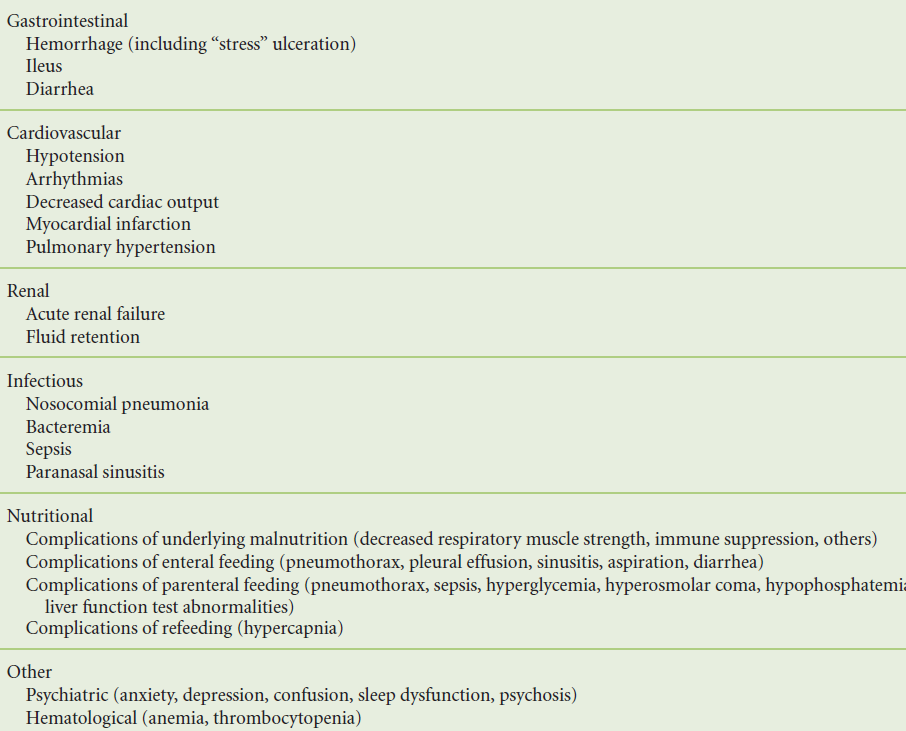 Gastrointestinal
Hemorrhage (including “stress” ulceration)
Ileus
Diarrhea
Cardiovascular
Hypotension
Arrhythmias
Decreased cardiac output
Myocardial infarction
Pulmonary hypertension
Renal
Acute renal failure
Fluid retention
Infectious
Nosocomial pneumonia
Bacteremia
Sepsis
Paranasal sinusitis
Nutritional
Complications of underlying malnutrition (decreased respiratory muscle strength, immune suppression, others)
Complications of enteral feeding (pneumothorax, pleural effusion, sinusitis, aspiration, diarrhea)
Complications of parenteral feeding (pneumothorax, sepsis, hyperglycemia, hyperosmolar coma, hypophosphatemia
liver function test abnormalities)
Complications of refeeding (hypercapnia)
Other
Psychiatric (anxiety, depression, confusion, sleep dysfunction, psychosis)
Hematological (anemia, thrombocytopenia)